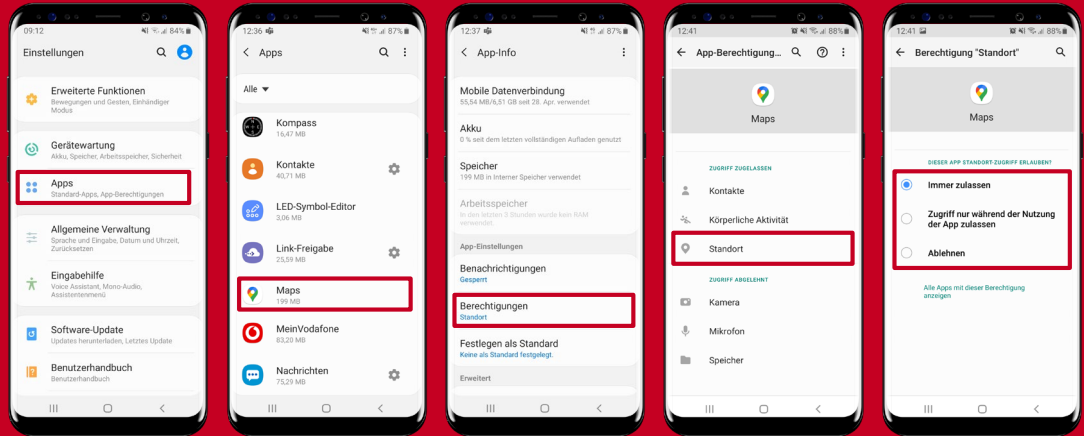 09:12
84%
Einstellungen
Erweiterte Funktionen
Bewegungen und Gesten, Einhändiger
Modus
Gerätewartung
Akku, Speicher, Arbeitsspeicher, Sicherheit
Apps
Standard-Apps, App-Berechtigungen
Allgemeine Verwaltung
Sprache und Eingabe, Datum und Uhrzeit,
Zurücksetzen
Eingabehilfe
Voice Assistant, Mono-Audio,
Assistentenmenü
Software-Update
Updates herunterladen, Letztes Update
Benutzerhandbuch
Benutzerhandbuch
12:36
87%
Apps
Alle
Kompass
16,47 MB
Kontakte
40,71 MB
LED-Symbol-Editor
3,06 MB
Link-Freigabe
25,59 MB
Maps
199 MB
MeinVodafone
83,20 MB
Nachrichten
75,29 MB
12:37
87%
App-Info
Mobile Datenverbindung
55,54 MB/6,51 GB seit 28. Apr. verwendet
Akku
0 % seit dem letzten vollständigen Aufladen genutzt
Speicher
199 MB in Interner Speicher verwendet
Arbeitsspeicher
In den letzten 3 Stunden wurde kein RAM
verwendet
App-Einstellungen
Benachrichtigungen
Gesperrt
Berechtigungen
Standort
Festlegen als Standard
Keine als Standard festgelegt.
Erweitert
12:41
88%
App-Berechtigung...
Maps
ZUGRIFF ZUGELASSEN
Kontakte
Körperliche Aktivität
Standort
ZUGRIFF ABGELEHNT
Kamera
Mikrofon
Speicher
12:41
88%
Berechtigung "Standort"
Maps
DIESER APP STANDORT-ZUGRIFF ERLAUBEN?
Immer zulassen
Zugriff nur während der Nutzung
der App zulassen
Ablehnen
Alle Apps mit dieser Berechtigung
anzeigen